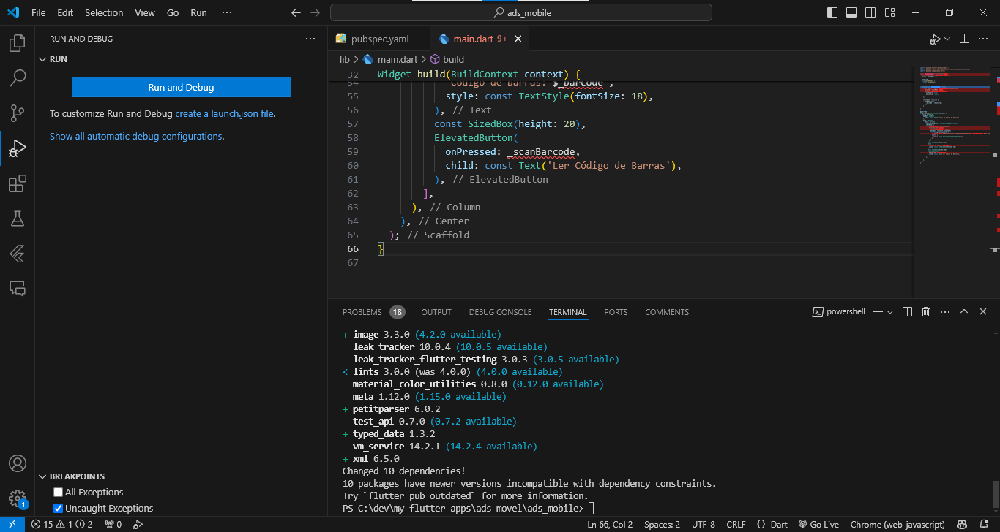 File Edit Selection View Go Run ··· ads_mobile
RUN AND DEBUG ···
RUN
Run and Debug
To customize Run and Debug create a launch.json file.
Show all automatic debug configurations.
BREAKPOINTS
All Exceptions
Uncaught Exceptions
pubspec.yaml main.dart 9+
lib > main.dart > build
32 Widget build(BuildContext context) {
54 'Código de Barras: $_barcode',
55 style: const TextStyle(fontSize: 18),
56 ), // Text
57 const SizedBox(height: 20),
58 ElevatedButton(
59 onPressed: _scanBarcode,
60 child: const Text('Ler Código de Barras'),
61 ), // ElevatedButton
62 ],
63 ), // Column
64 ), // Center
65 ); // Scaffold
66 }
67
PROBLEMS 18 OUTPUT DEBUG CONSOLE TERMINAL PORTS COMMENTS powershell
+ image 3.3.0 (4.2.0 available)
leak_tracker 10.0.4 (10.0.5 available)
leak_tracker_flutter_testing 3.0.3 (3.0.5 available)
< lints 3.0.0 (was 4.0.0) (4.0.0 available)
material_color_utilities 0.8.0 (0.12.0 available)
meta 1.12.0 (1.15.0 available)
+ petitparser 6.0.2
test_api 0.7.0 (0.7.2 available)
+ typed_data 1.3.2
vm_service 14.2.1 (14.2.4 available)
+ xml 6.5.0
Changed 10 dependencies!
10 packages have newer versions incompatible with dependency constraints.
Try `flutter pub outdated` for more information.
PS C:\dev\my-flutter-apps\ads-movel\ads_mobile>
1
15 1 2 0 Ln 66, Col 2 Spaces: 2 UTF-8 CRLF {} Dart Go Live Chrome (web-javascript)